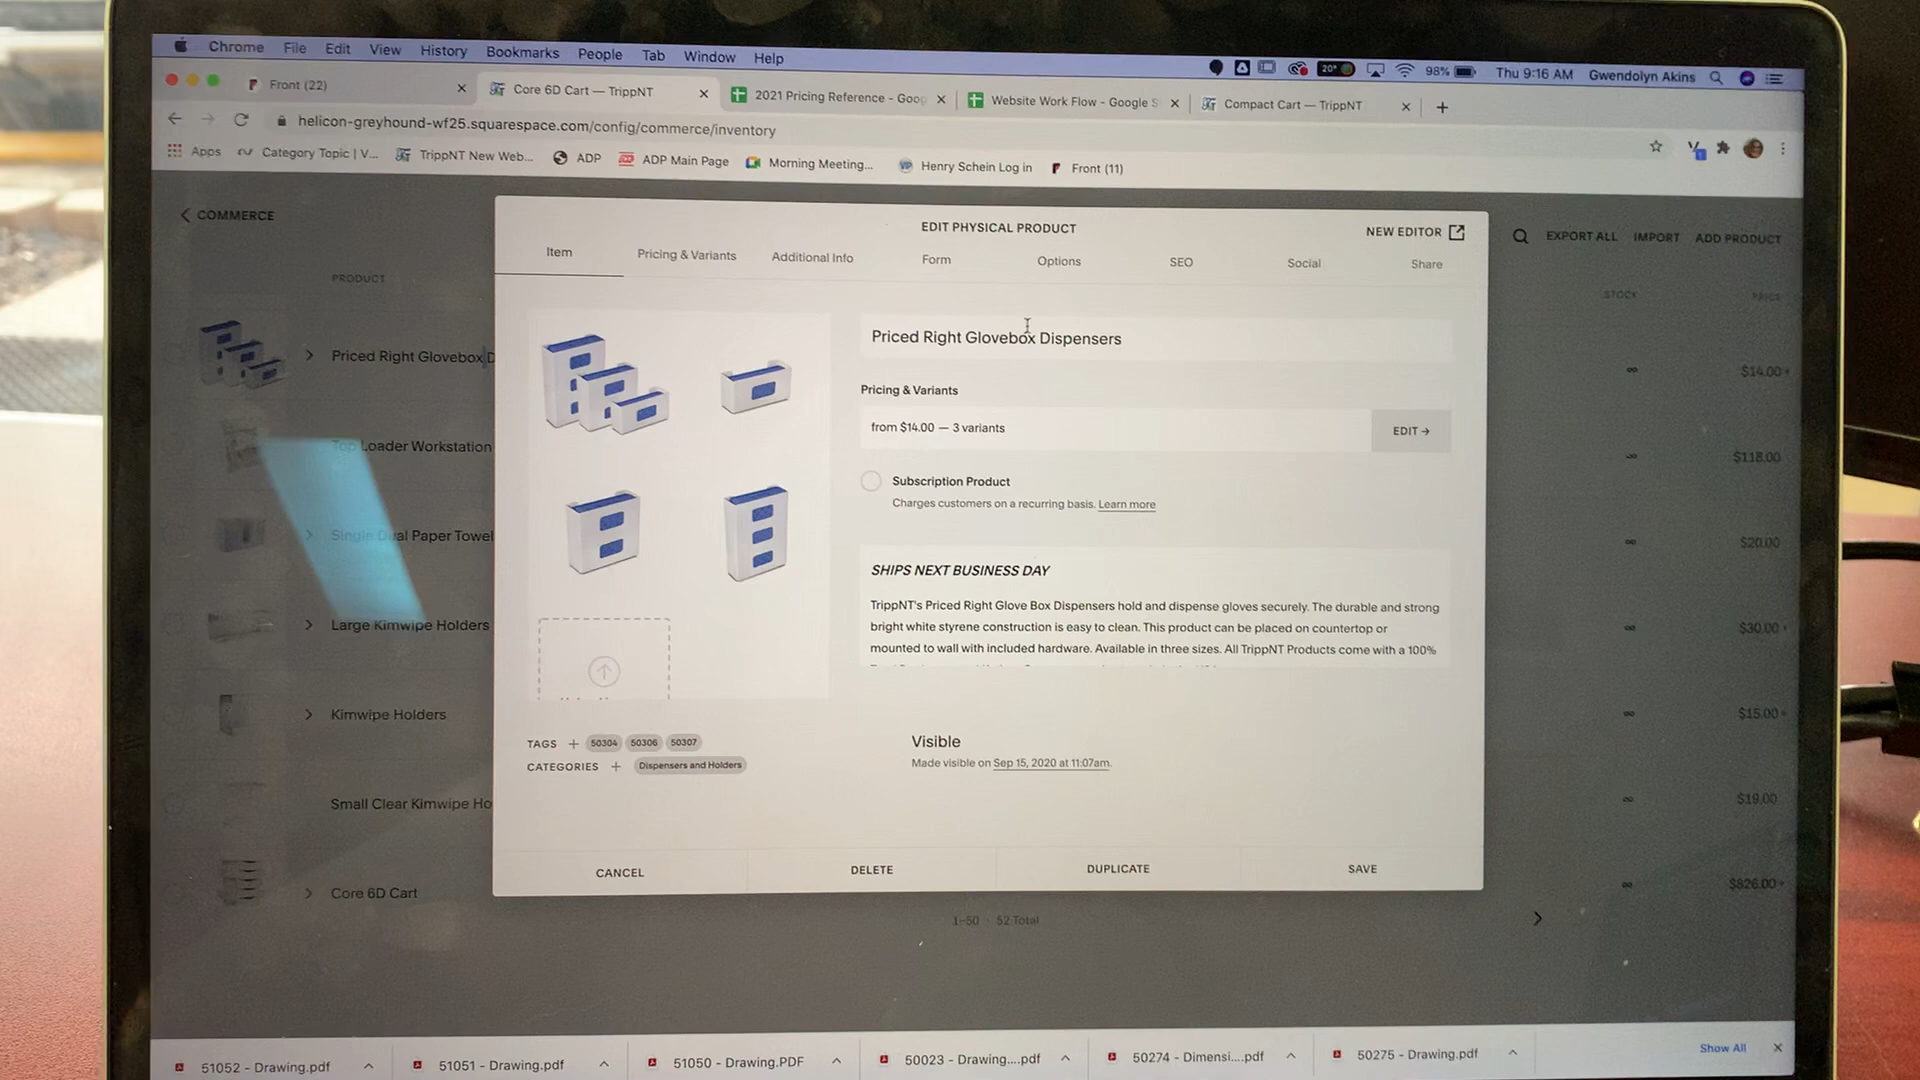 Chrome File Edit View History Bookmarks People Tab Window Help
20° 98% Thu 9:16 AM Gwendolyn Akins
Front (22)
Core 6D Cart — TrippNT
2021 Pricing Reference - Goog
Website Work Flow - Google S
Compact Cart — TrippNT
helicon-greyhound-wf25.squarespace.com/config/commerce/inventory
Apps Category Topic | V... TrippNT New Web... ADP ADP Main Page Morning Meeting... Henry Schein Log in Front (11)
COMMERCE
EXPORT ALL IMPORT ADD PRODUCT
PRODUCT
STOCK PRICE
Priced Right Glovebox D
$14.00+
Top Loader Workstation
$118.00
Single Dual Paper Towel
$20.00
Large Kimwipe Holders
$30.00+
Kimwipe Holders
$15.00+
Small Clear Kimwipe Ho
$19.00
Core 6D Cart
$826.00+
EDIT PHYSICAL PRODUCT
NEW EDITOR
Item Pricing & Variants Additional Info Form Options SEO Social Share
Priced Right Glovebox Dispensers
Pricing & Variants
from $14.00 — 3 variants
EDIT →
Subscription Product
Charges customers on a recurring basis. Learn more
SHIPS NEXT BUSINESS DAY
TrippNT's Priced Right Glove Box Dispensers hold and dispense gloves securely. The durable and strong
bright white styrene construction is easy to clean. This product can be placed on countertop or
mounted to wall with included hardware. Available in three sizes. All TrippNT Products come with a 100%
TAGS + 50304 50306 50307
CATEGORIES + Dispensers and Holders
Visible
Made visible on Sep 15, 2020 at 11:07am.
CANCEL DELETE DUPLICATE SAVE
1–50 52 Total
51052 - Drawing.pdf
51051 - Drawing.pdf
51050 - Drawing.PDF
50023 - Drawing....pdf
50274 - Dimensi....pdf
50275 - Drawing.pdf
Show All